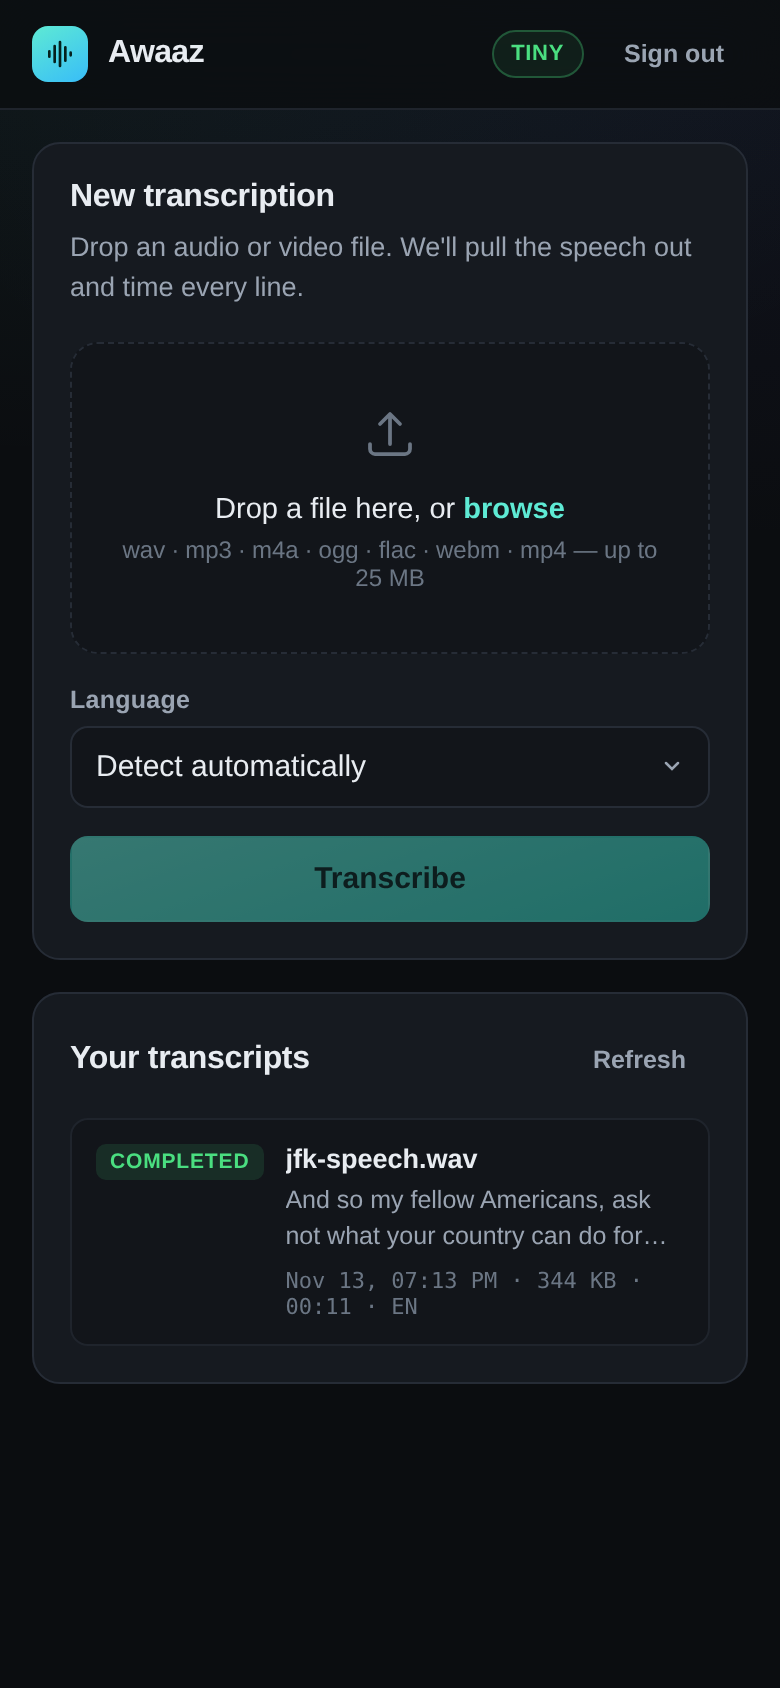 Awaaz
TINY
Sign out
New transcription
Drop an audio or video file. We'll pull the speech out
and time every line.
Drop a file here, or browse
wav · mp3 · m4a · ogg · flac · webm · mp4 — up to
25 MB
Language
Detect automatically
Transcribe
Your transcripts
Refresh
COMPLETED
jfk-speech.wav
And so my fellow Americans, ask
not what your country can do for…
Nov 13, 07:13 PM · 344 KB ·
00:11 · EN